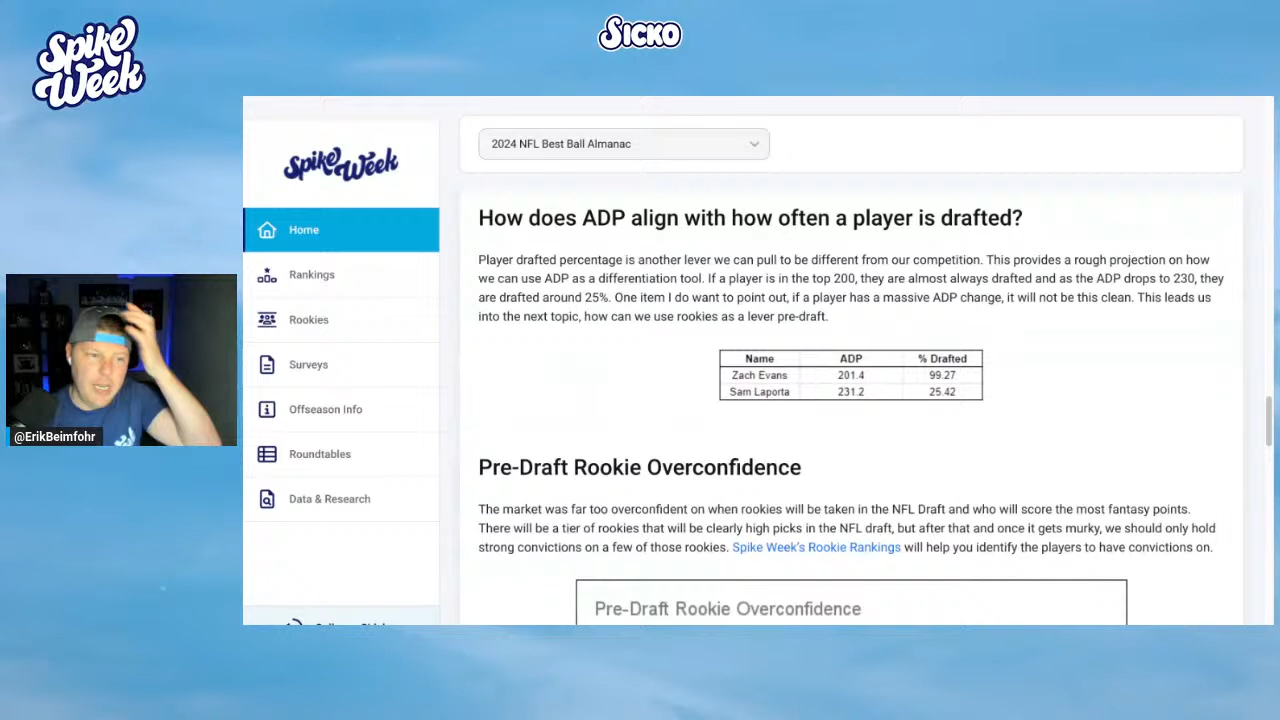 Spike
Week
SICKO
Spike Week
2024 NFL Best Ball Almanac
Home
Rankings
Rookies
Surveys
Offseason Info
Roundtables
Data & Research
How does ADP align with how often a player is drafted?
Player drafted percentage is another lever we can pull to be different from our competition. This provides a rough projection on how
we can use ADP as a differentiation tool. If a player is in the top 200, they are almost always drafted and as the ADP drops to 230, they
are drafted around 25%. One item I do want to point out, if a player has a massive ADP change, it will not be this clean. This leads us
into the next topic, how can we use rookies as a lever pre-draft.
Name ADP % Drafted
Zach Evans 201.4 99.27
Sam Laporta 231.2 25.42
Pre-Draft Rookie Overconfidence
The market was far too overconfident on when rookies will be taken in the NFL Draft and who will score the most fantasy points.
There will be a tier of rookies that will be clearly high picks in the NFL draft, but after that and once it gets murky, we should only hold
strong convictions on a few of those rookies. Spike Week's Rookie Rankings will help you identify the players to have convictions on.
Pre-Draft Rookie Overconfidence
@ErikBeimfohr